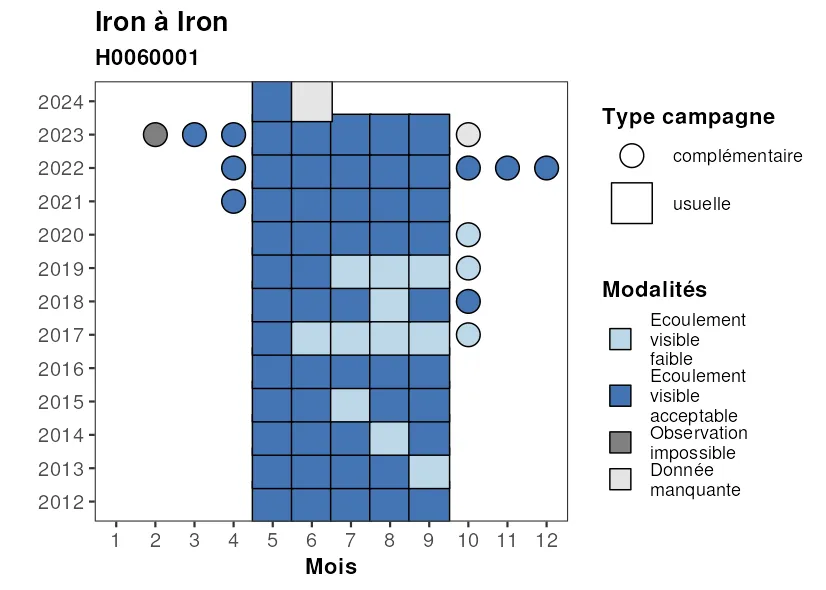 Iron à Iron
H0060001
2024
2023
2022
2021
2020
2019
2018
2017
2016
2015
2014
2013
2012
1 2 3 4 5 6 7 8 9 10 11 12
Mois
Type campagne
complémentaire
usuelle
Modalités
Ecoulement
visible
faible
Ecoulement
visible
acceptable
Observation
impossible
Donnée
manquante